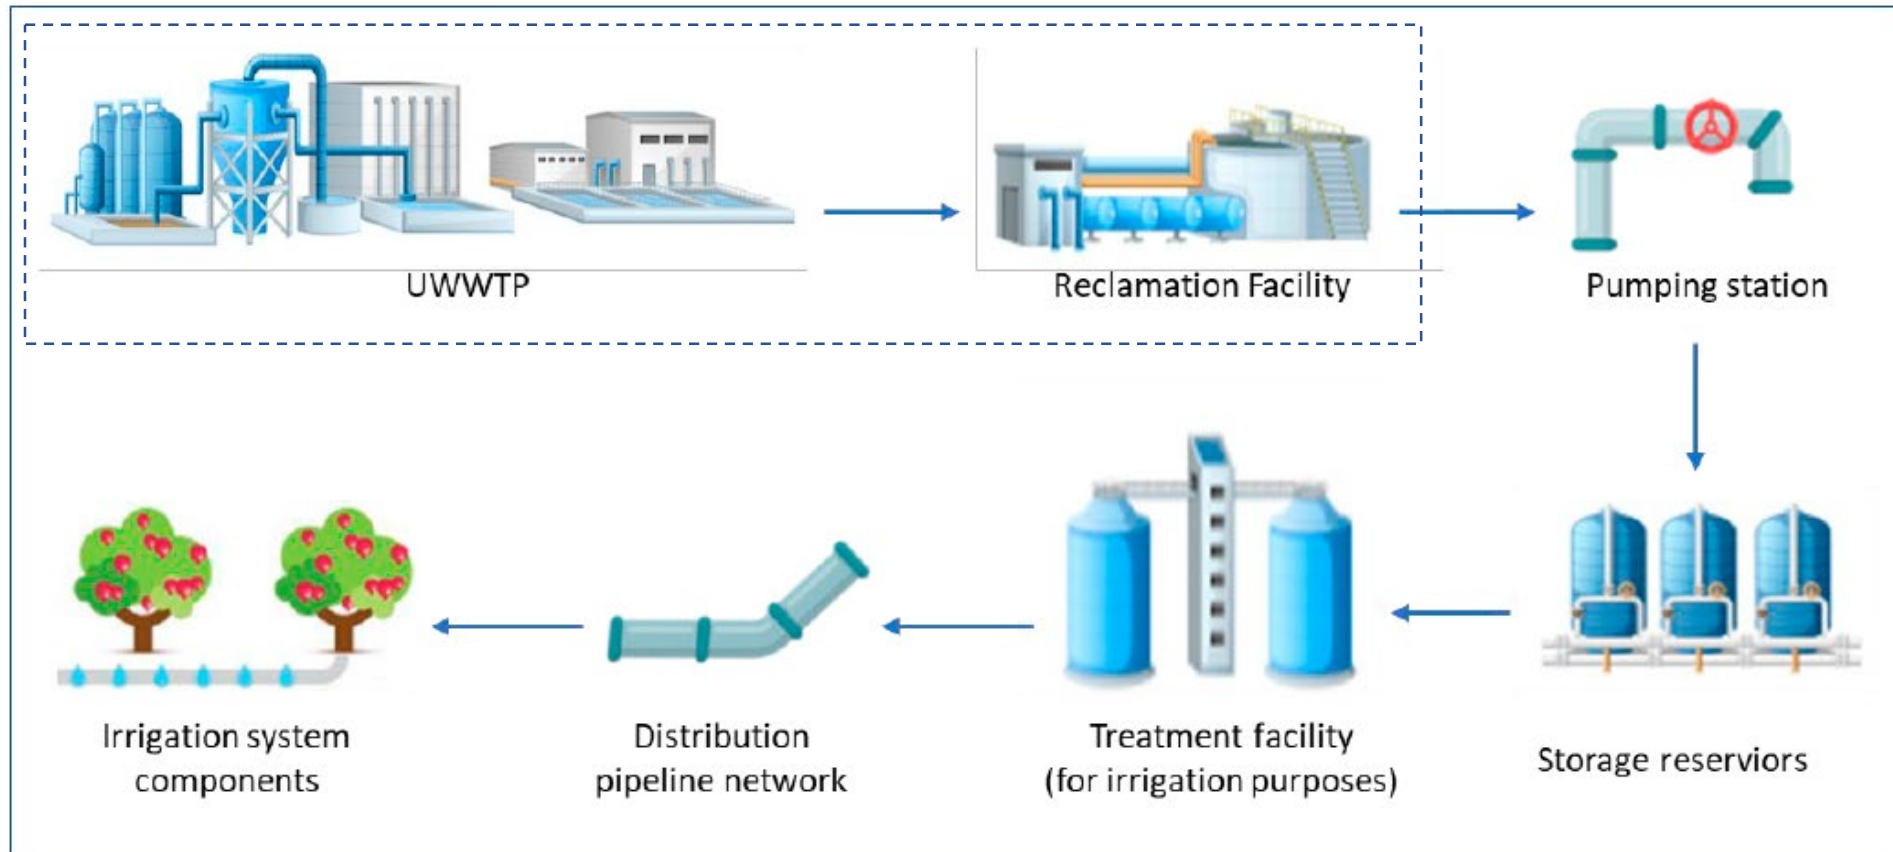 UWWTP
Reclamation Facility
Pumping station
Irrigation system
components
Distribution
pipeline network
Treatment facility
(for irrigation purposes)
Storage reserviors